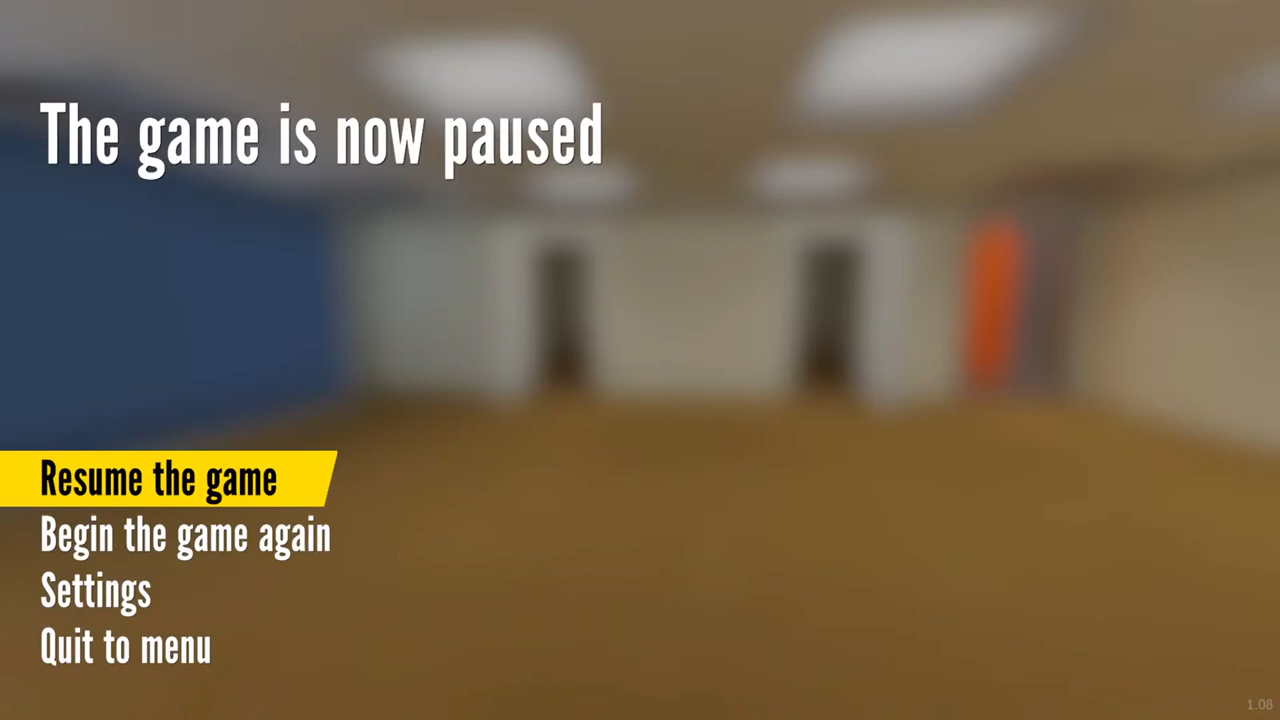 The game is now paused
Resume the game
Begin the game again
Settings
Quit to menu
1.08